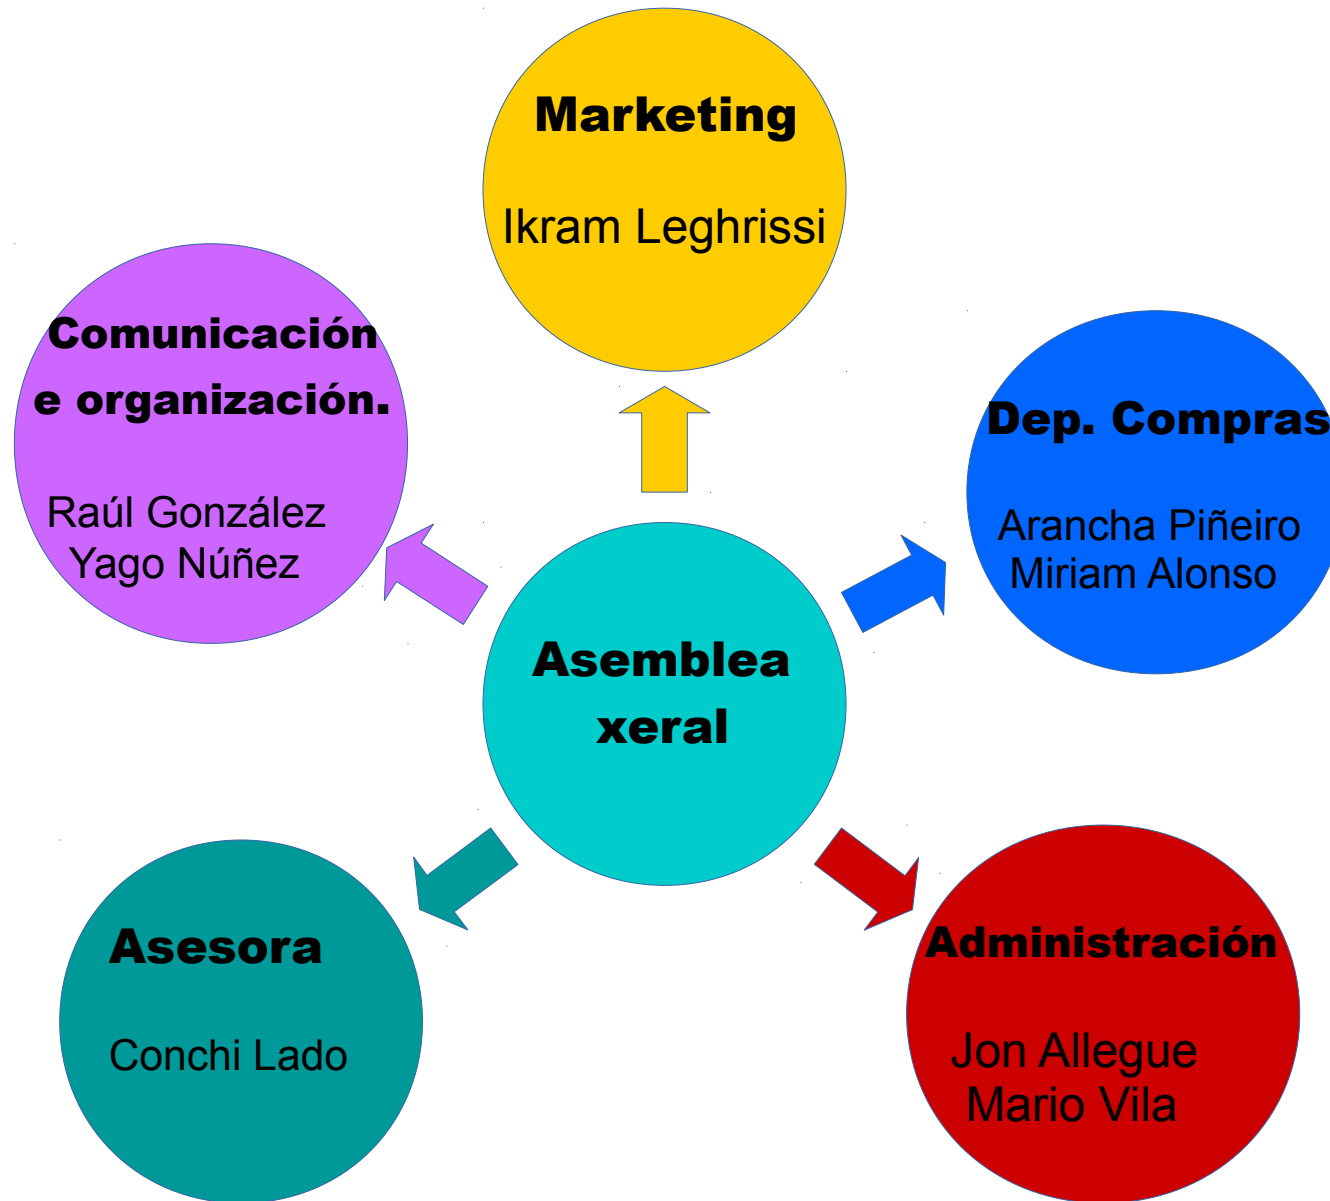 Marketing
Ikram Leghrissi
Comunicación
e organización.
Raúl González
Yago Núñez
Dep. Compras
Arancha Piñeiro
Miriam Alonso
Asemblea
xeral
Asesora
Conchi Lado
Administración
Jon Allegue
Mario Vila